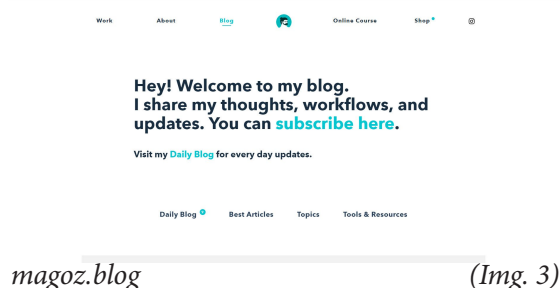 Work About Blog Online Course Shop
Hey! Welcome to my blog.
I share my thoughts, workflows, and
updates. You can subscribe here.
Visit my Daily Blog for every day updates.
Daily Blog Best Articles Topics Tools & Resources
magoz.blog (Img. 3)